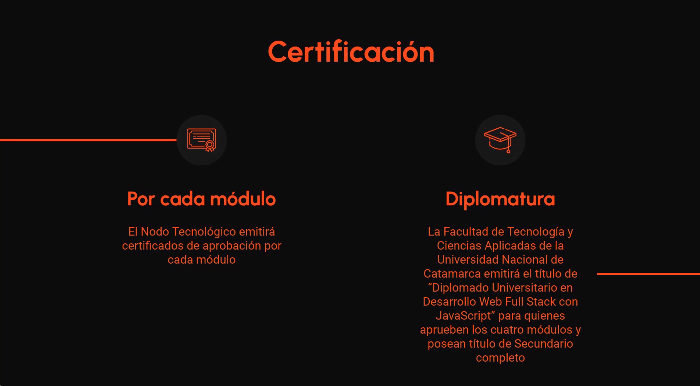 Certificación
Por cada módulo
El Nodo Tecnológico emitirá
certificados de aprobación por
cada módulo
Diplomatura
La Facultad de Tecnología y
Ciencias Aplicadas de la
Universidad Nacional de
Catamarca emitirá el título de
“Diplomado Universitario en
Desarrollo Web Full Stack con
JavaScript” para quienes
aprueben los cuatro módulos y
posean título de Secundario
completo